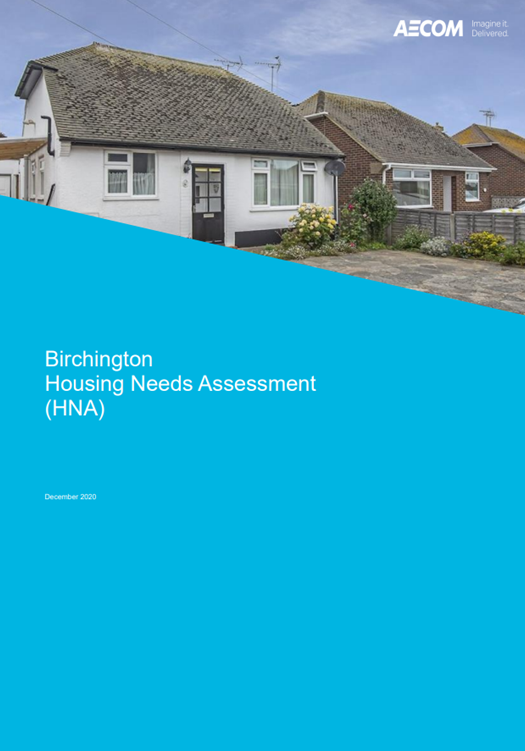 AECOM Imagine it.
Delivered.
Birchington
Housing Needs Assessment
(HNA)
December 2020